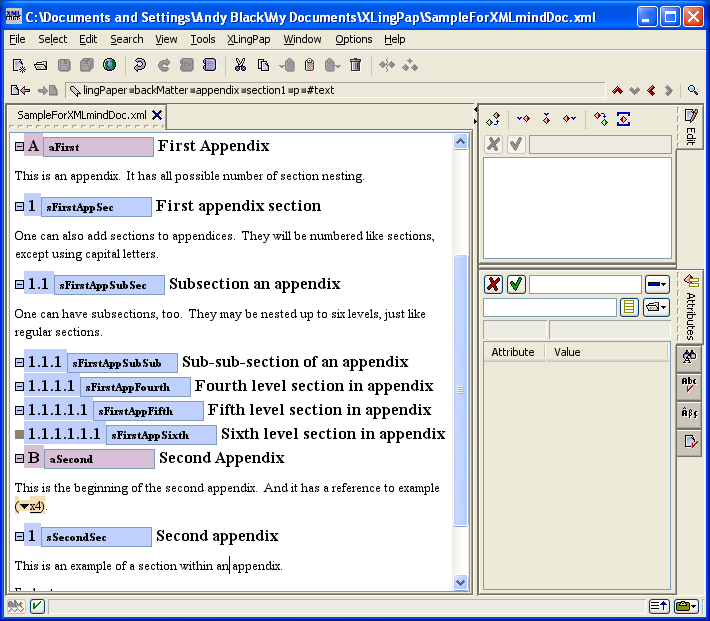 C:\Documents and Settings\Andy Black\My Documents\XLingPap\SampleForXMLmindDoc.xml
File Select Edit Search View Tools XLingPap Window Options Help
lingPaper backMatter appendix section1 p #text
SampleForXMLmindDoc.xml
Edit
A aFirst First Appendix
This is an appendix. It has all possible number of section nesting.
1 sFirstAppSec First appendix section
One can also add sections to appendices. They will be numbered like sections,
except using capital letters.
1.1 sFirstAppSubSec Subsection an appendix
One can have subsections, too. They may be nested up to six levels, just like
regular sections.
Attributes
Attribute Value
1.1.1 sFirstAppSubSub Sub-sub-section of an appendix
1.1.1.1 sFirstAppFourth Fourth level section in appendix
1.1.1.1.1 sFirstAppFifth Fifth level section in appendix
1.1.1.1.1.1 sFirstAppSixth Sixth level section in appendix
B aSecond Second Appendix
This is the beginning of the second appendix. And it has a reference to example
(x4).
1 sSecondSec Second appendix
This is an example of a section within an appendix.